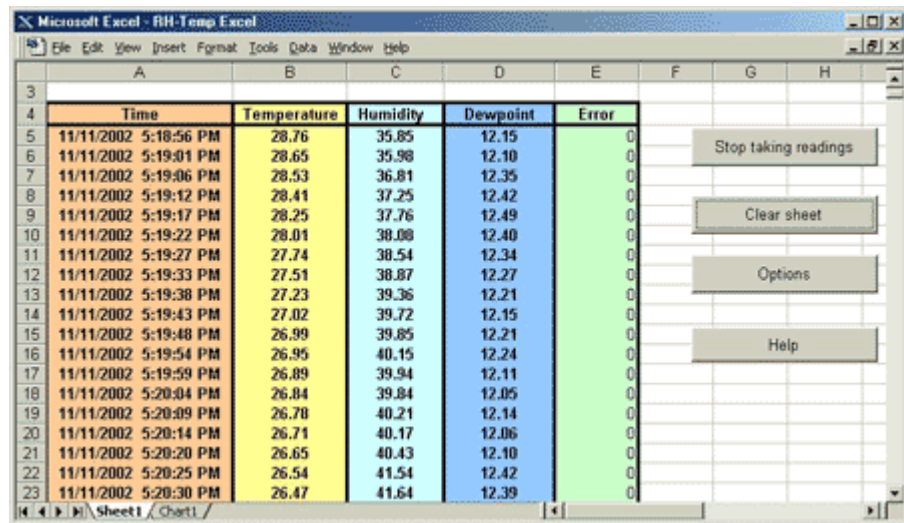 Microsoft Excel - RH-Temp Excel
File Edit View Insert Format Tools Data Window Help
A B C D E F G H
3
4 Time Temperature Humidity Dewpoint Error
5 11/11/2002 5:18:56 PM 28.76 35.85 12.15 0
6 11/11/2002 5:19:01 PM 28.65 35.98 12.10 0
Stop taking readings
7 11/11/2002 5:19:06 PM 28.53 36.81 12.35 0
8 11/11/2002 5:19:12 PM 28.41 37.25 12.42 0
9 11/11/2002 5:19:17 PM 28.25 37.76 12.49 0
Clear sheet
10 11/11/2002 5:19:22 PM 28.01 38.08 12.40 0
11 11/11/2002 5:19:27 PM 27.74 38.54 12.34 0
12 11/11/2002 5:19:33 PM 27.51 38.87 12.27 0
Options
13 11/11/2002 5:19:38 PM 27.23 39.36 12.21 0
14 11/11/2002 5:19:43 PM 27.02 39.72 12.15 0
15 11/11/2002 5:19:48 PM 26.99 39.85 12.21 0
Help
16 11/11/2002 5:19:54 PM 26.95 40.15 12.24 0
17 11/11/2002 5:19:59 PM 26.89 39.94 12.11 0
18 11/11/2002 5:20:04 PM 26.84 39.84 12.05 0
19 11/11/2002 5:20:09 PM 26.78 40.21 12.14 0
20 11/11/2002 5:20:14 PM 26.71 40.17 12.06 0
21 11/11/2002 5:20:20 PM 26.65 40.43 12.10 0
22 11/11/2002 5:20:25 PM 26.54 41.54 12.42 0
23 11/11/2002 5:20:30 PM 26.47 41.64 12.39 0
Sheet1 Chart1